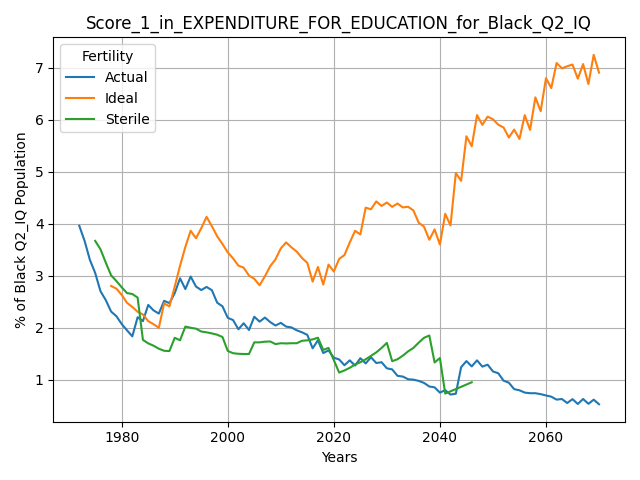 Score_1_in_EXPENDITURE_FOR_EDUCATION_for_Black_Q2_IQ
Fertility
Actual
Ideal
Sterile
% of Black Q2_IQ Population
7
6
5
4
3
2
1
1980
2000
2020
2040
2060
Years